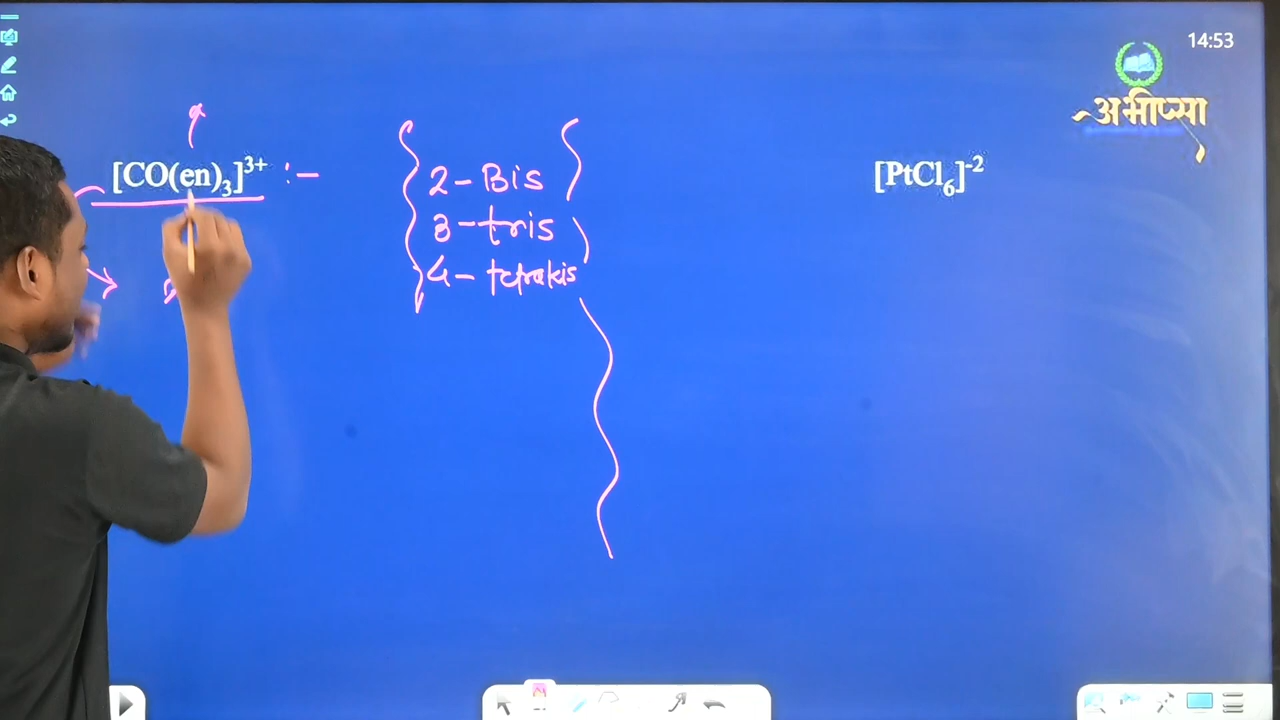 14:53
अभीप्सा
[CO(en)₃]³⁺ :-
2-Bis
3-tris
4-tetrakis
[PtCl₆]⁻²